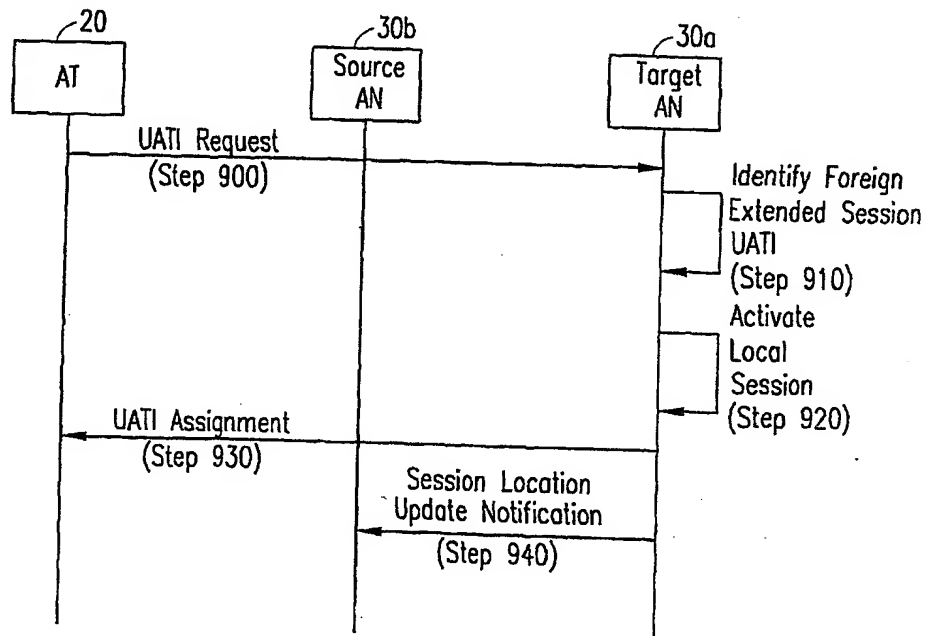 20
30b
30a
AT
Source
AN
Target
AN
UATI Request
(Step 900)
Identify Foreign
Extended Session
UATI
(Step 910)
Activate
Local
Session
(Step 920)
UATI Assignment
(Step 930)
Session Location
Update Notification
(Step 940)